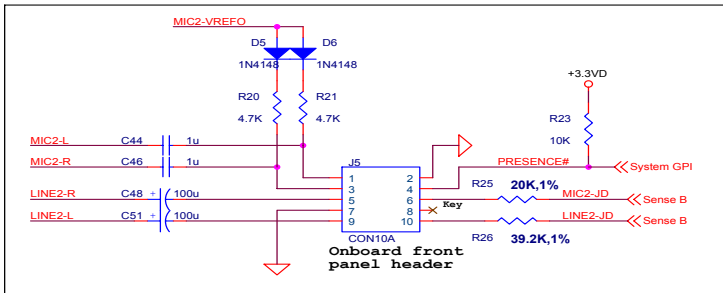 MIC2-VREFO
D5 D6
1N4148 1N4148
+3.3VD
R20 R21
4.7K 4.7K
R23
10K
MIC2-L C44 1u
MIC2-R C46 1u
J5
PRESENCE# System GPI
1 2
3 4
R25 20K,1%
LINE2-R C48 + 100u 5 6 MIC2-JD Sense B
Key
7 8
LINE2-L C51 + 100u 9 10 LINE2-JD Sense B
CON10A
R26 39.2K,1%
Onboard front
panel header